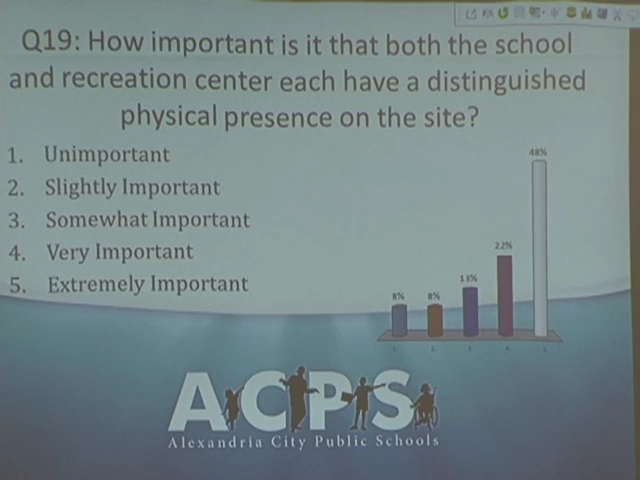 Q19: How important is it that both the school
and recreation center each have a distinguished
physical presence on the site?
1. Unimportant
2. Slightly Important
3. Somewhat Important
4. Very Important
5. Extremely Important
8%
8%
13%
22%
48%
ACPS
Alexandria City Public Schools